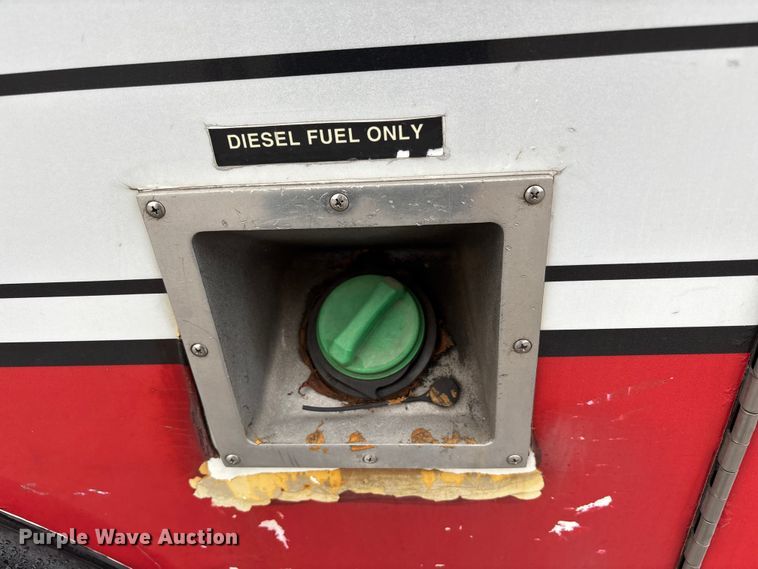 DIESEL FUEL ONLY
Purple Wave Auction